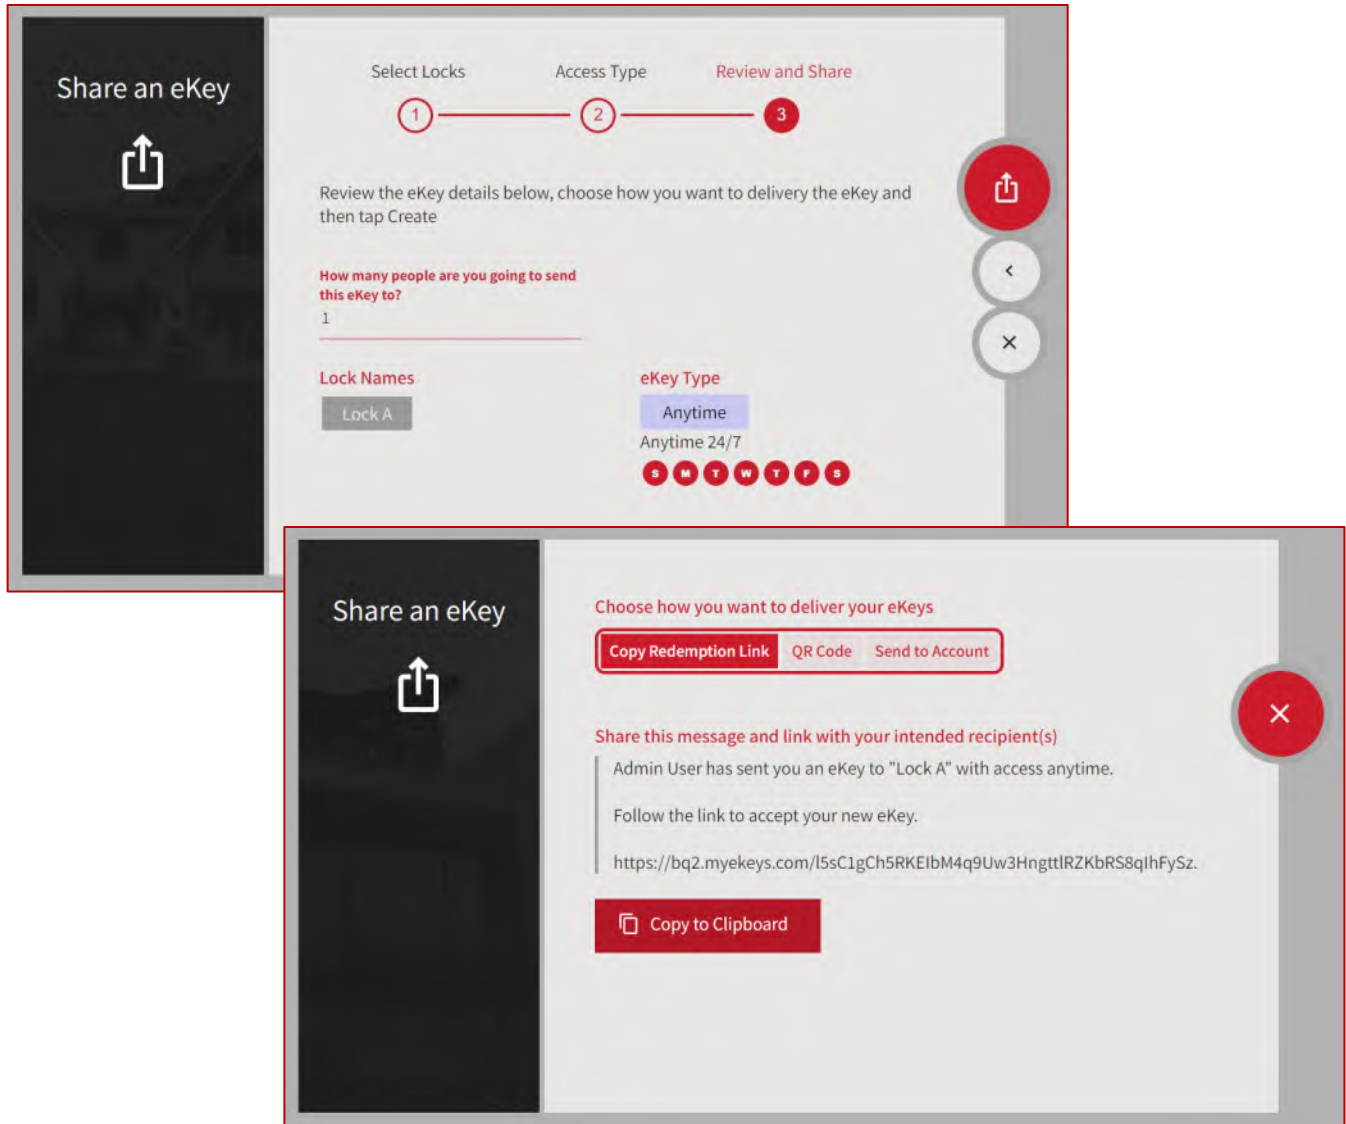 Share an eKey
Select Locks
Access Type
Review and Share
1
2
3
Review the eKey details below, choose how you want to delivery the eKey and
then tap Create
How many people are you going to send
this eKey to?
1
Lock Names
eKey Type
Lock A
Anytime
Anytime 24/7
S M T W T F S
Share an eKey
Choose how you want to deliver your eKeys
Copy Redemption Link QR Code Send to Account
Share this message and link with your intended recipient(s)
Admin User has sent you an eKey to "Lock A" with access anytime.
Follow the link to accept your new eKey.
https://bq2.myekeys.com/l5sC1gCh5RKEIbM4q9Uw3HngttlRZKbRS8qIhFySz.
Copy to Clipboard